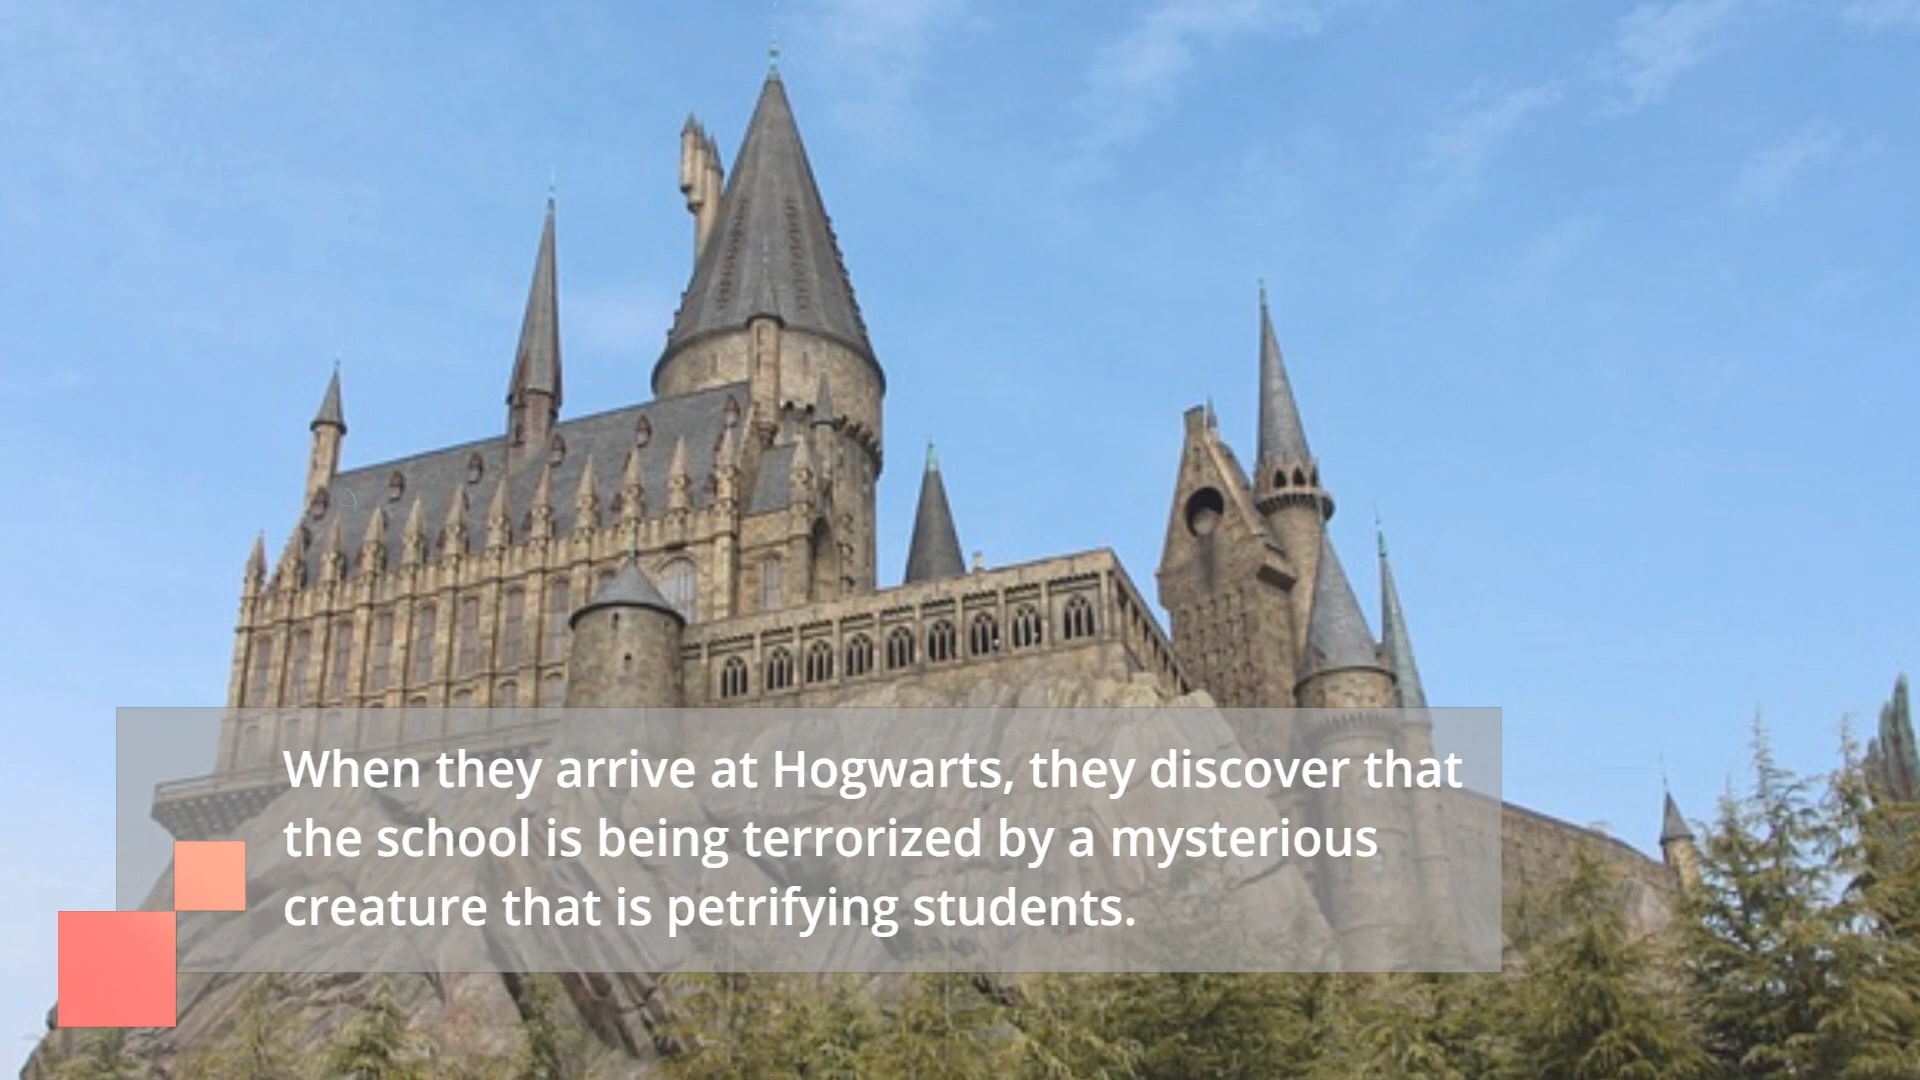 When they arrive at Hogwarts, they discover that
the school is being terrorized by a mysterious
creature that is petrifying students.